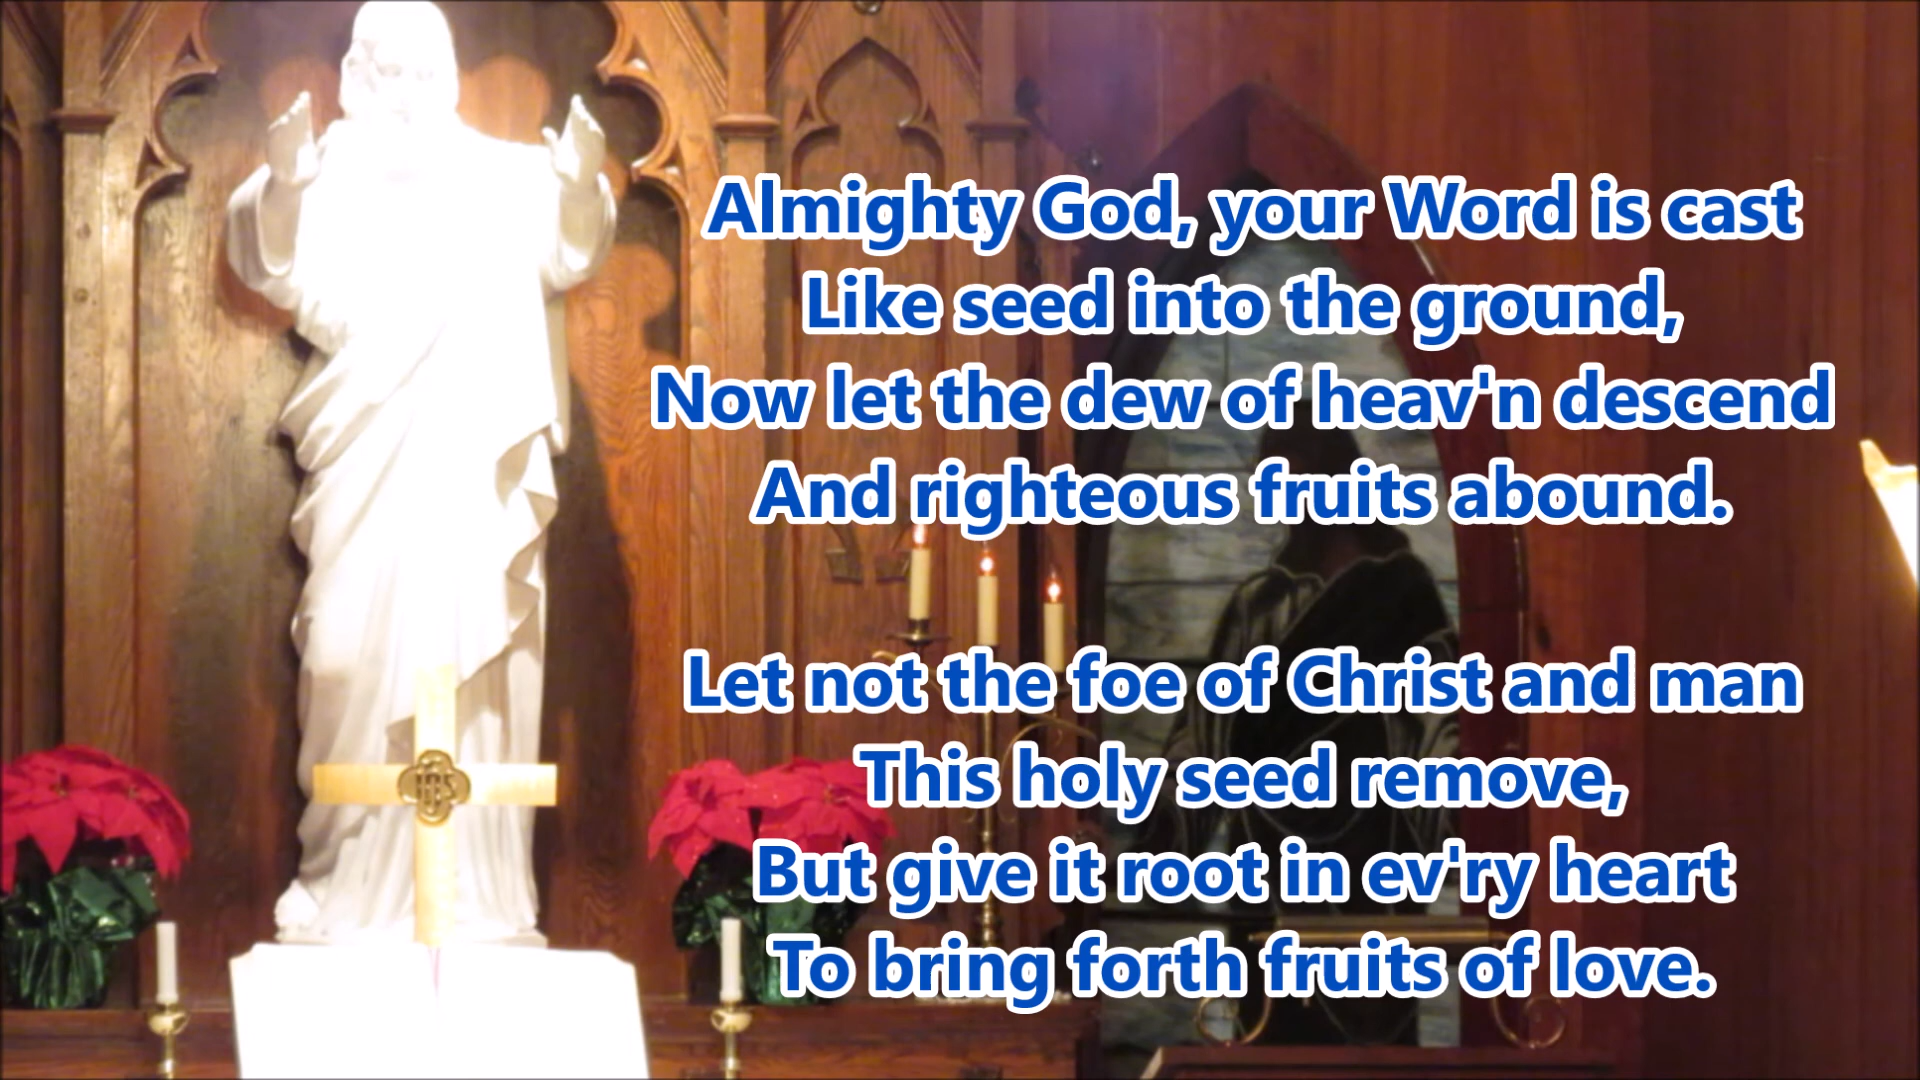 Almighty God, your Word is cast
Like seed into the ground,
Now let the dew of heav'n descend
And righteous fruits abound.
Let not the foe of Christ and man
This holy seed remove,
But give it root in ev'ry heart
To bring forth fruits of love.
IHS